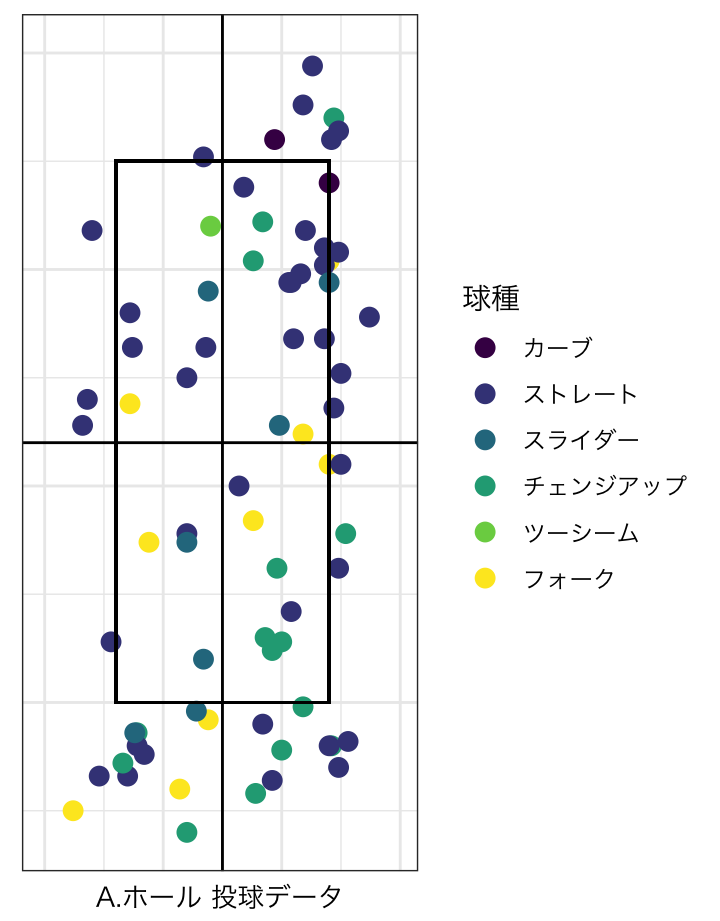 球種
カーブ
ストレート
スライダー
チェンジアップ
ツーシーム
フォーク
A.ホール 投球データ